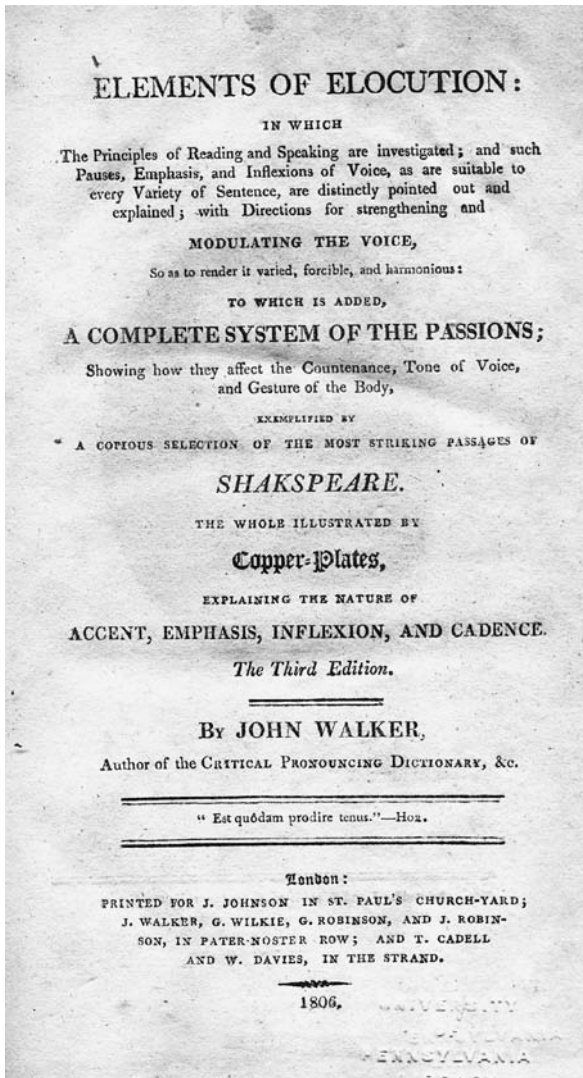 ELEMENTS OF ELOCUTION:
IN WHICH
The Principles of Reading and Speaking are investigated; and such
Pauses, Emphasis, and Inflexions of Voice, as are suitable to
every Variety of Sentence, are distinctly pointed out and
explained; with Directions for strengthening and
MODULATING THE VOICE,
So as to render it varied, forcible, and harmonious:
TO WHICH IS ADDED,
A COMPLETE SYSTEM OF THE PASSIONS;
Showing how they affect the Countenance, Tone of Voice,
and Gesture of the Body,
EXEMPLIFIED BY
A COPIOUS SELECTION OF THE MOST STRIKING PASSAGES OF
SHAKSPEARE.
THE WHOLE ILLUSTRATED BY
Copper-Plates,
EXPLAINING THE NATURE OF
ACCENT, EMPHASIS, INFLEXION, AND CADENCE.
The Third Edition.
BY JOHN WALKER,
Author of the CRITICAL PRONOUNCING DICTIONARY, &c.
"Est quôdam prodire tenus."—HOR.
London:
PRINTED FOR J. JOHNSON IN ST. PAUL'S CHURCH-YARD;
J. WALKER, G. WILKIE, G. ROBINSON, AND J. ROBIN-
SON, IN PATER-NOSTER ROW; AND T. CADELL
AND W. DAVIES, IN THE STRAND.
1806.
UNIVERSITY
PENNSYLVANIA